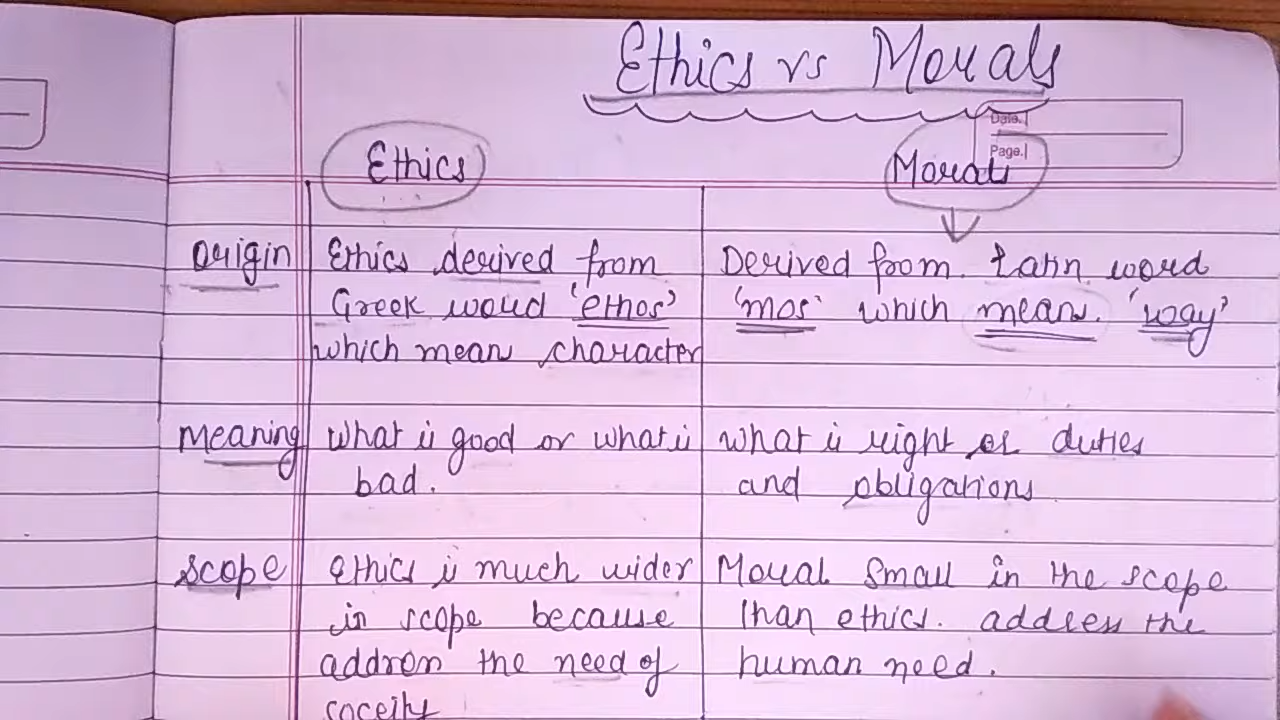 Ethics vs Morals
Date.
Page.
Ethics
Morals
Origin
Ethics derived from
Greek word 'ethos'
which mean character
Derived from Latin word
'mos' which mean. 'way'
Meaning
What is good or what is
bad.
what is right or duties
and obligations
Scope
Ethics is much wider
in scope because
address the need of
soceity
Moral small in the scope
than ethics. address the
human need.